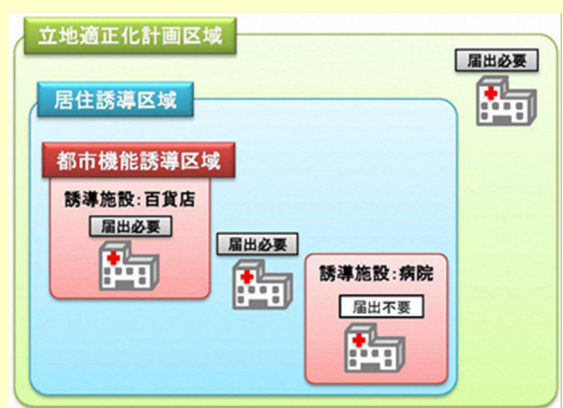 立地適正化計画区域
届出必要
居住誘導区域
都市機能誘導区域
誘導施設:百貨店
届出必要
届出必要
誘導施設:病院
届出不要